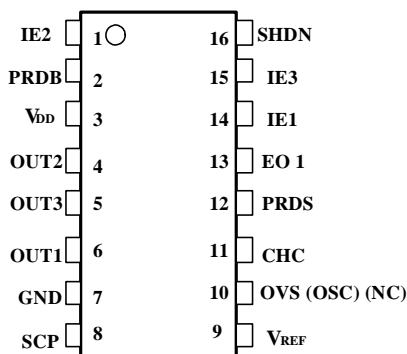 IE2 1 16 SHDN
PRDB 2 15 IE3
VDD 3 14 IE1
OUT2 4 13 EO 1
OUT3 5 12 PRDS
OUT1 6 11 CHC
GND 7 10 OVS (OSC) (NC)
SCP 8 9 VREF